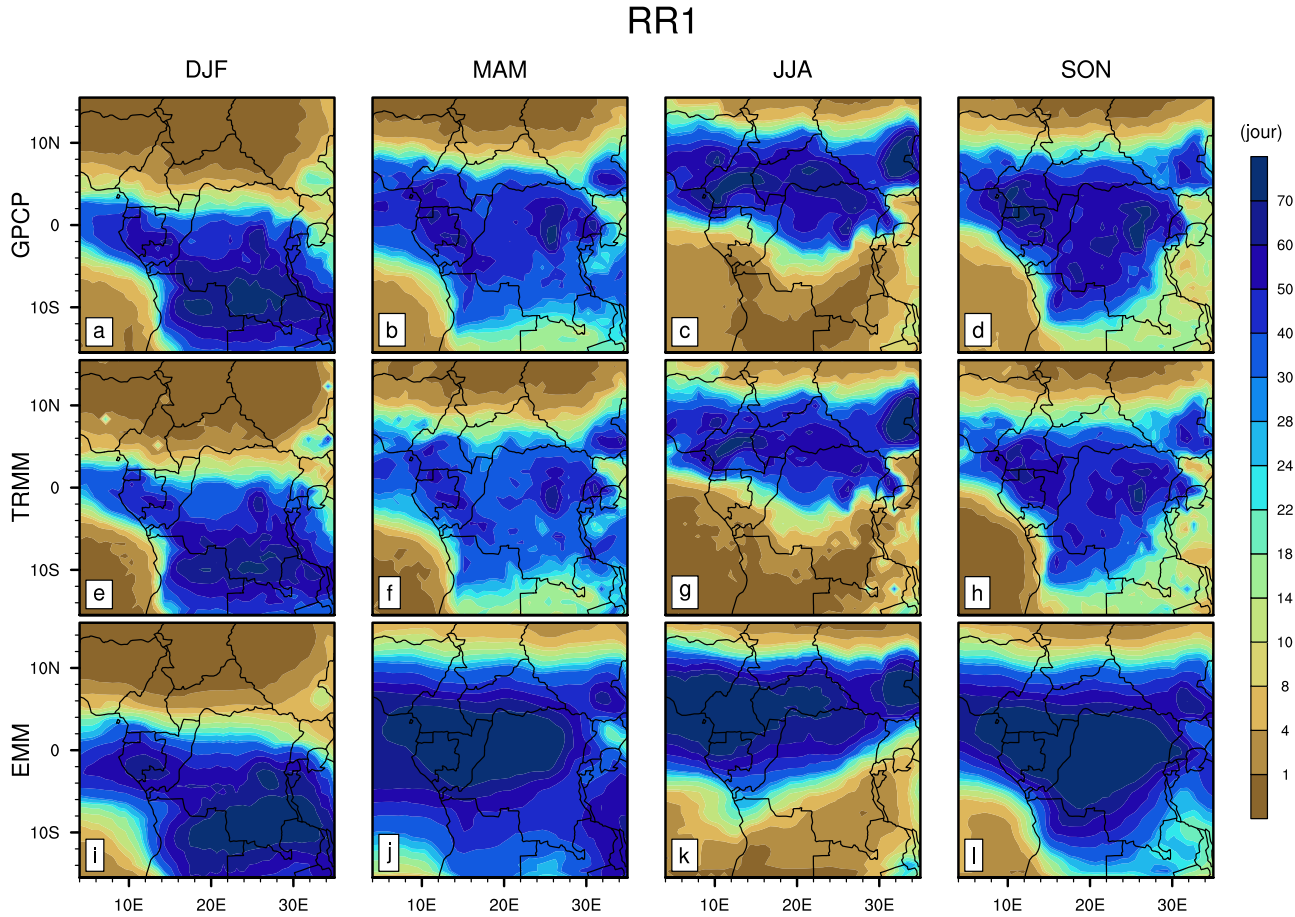 RR1
DJF MAM JJA SON
(jour)
GPCP
10N
0
10S
a b c d
TRMM
10N
0
10S
e f g h
EMM
10N
0
10S
i j k l
10E 20E 30E 10E 20E 30E 10E 20E 30E 10E 20E 30E
70
60
50
40
30
28
24
22
18
14
10
8
4
1